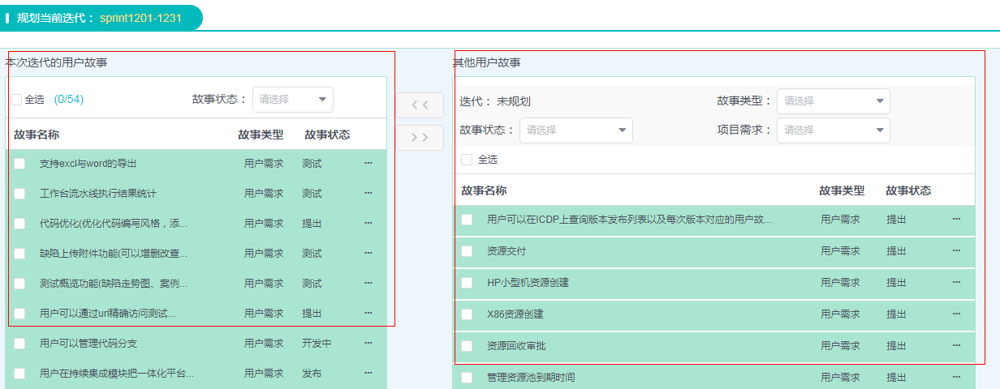 规划当前迭代： sprint1201-1231
本次迭代的用户故事
全选 (0/54) 故事状态： 请选择
故事名称 故事类型 故事状态
支持excl与word的导出 用户需求 测试 ...
工作台流水线执行结果统计 用户需求 测试 ...
代码优化(优化代码编写风格，添... 用户需求 提出 ...
缺陷上传附件功能(可以增删改查... 用户需求 测试 ...
测试概览功能(缺陷走势图、案例... 用户需求 测试 ...
用户可以通过url精确访问测试... 用户需求 提出 ...
用户可以管理代码分支 用户需求 开发中 ...
用户在持续集成模块把一体化平台... 用户需求 发布 ...
<<
>>
其他用户故事
迭代： 未规划 故事类型： 请选择
故事状态： 请选择 项目需求： 请选择
全选
故事名称 故事类型 故事状态
用户可以在ICDP上查询版本发布列表以及每次版本对应的用户故... 用户需求 提出 ...
资源交付 用户需求 提出 ...
HP小型机资源创建 用户需求 提出 ...
X86资源创建 用户需求 提出 ...
资源回收审批 用户需求 提出 ...
管理资源池到期时间 用户需求 提出 ...